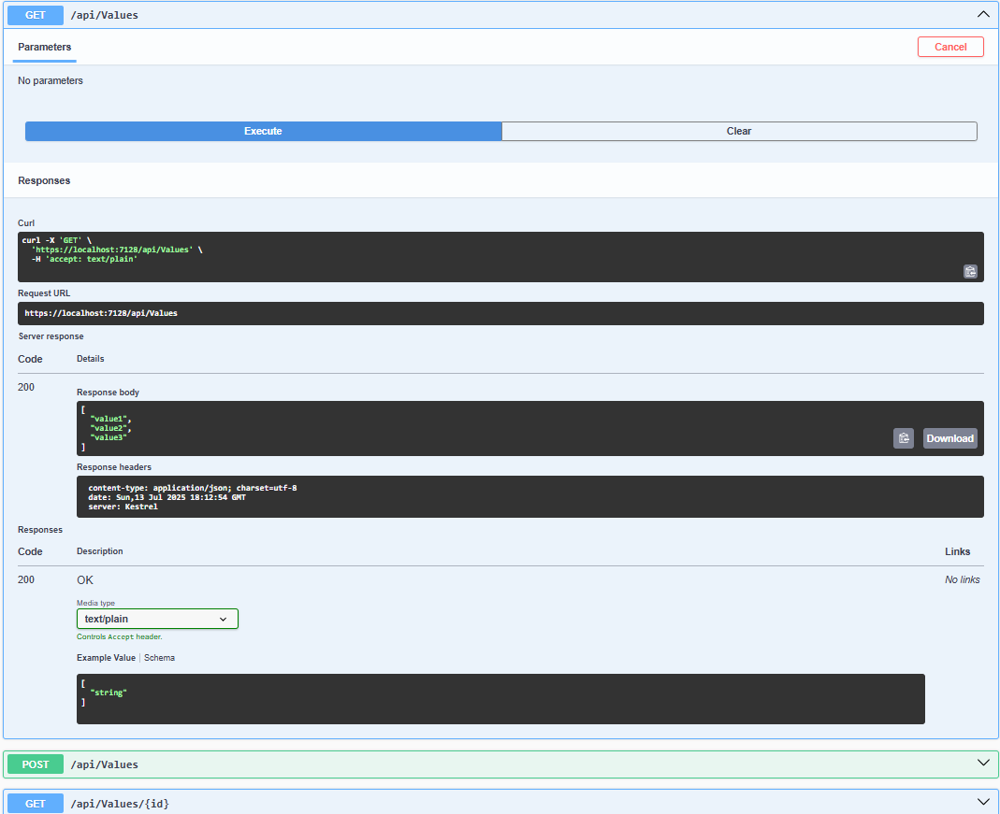 GET /api/Values
Parameters Cancel
No parameters
Execute Clear
Responses
Curl
curl -X 'GET' \
  'https://localhost:7128/api/Values' \
  -H 'accept: text/plain'
Request URL
https://localhost:7128/api/Values
Server response
Code Details
200
Response body
[
  "value1",
  "value2",
  "value3"
]
Download
Response headers
content-type: application/json; charset=utf-8
date: Sun,13 Jul 2025 18:12:54 GMT
server: Kestrel
Responses
Code Description Links
200 OK No links
Media type
text/plain
Controls Accept header.
Example Value | Schema
[
  "string"
]
POST /api/Values
GET /api/Values/{id}